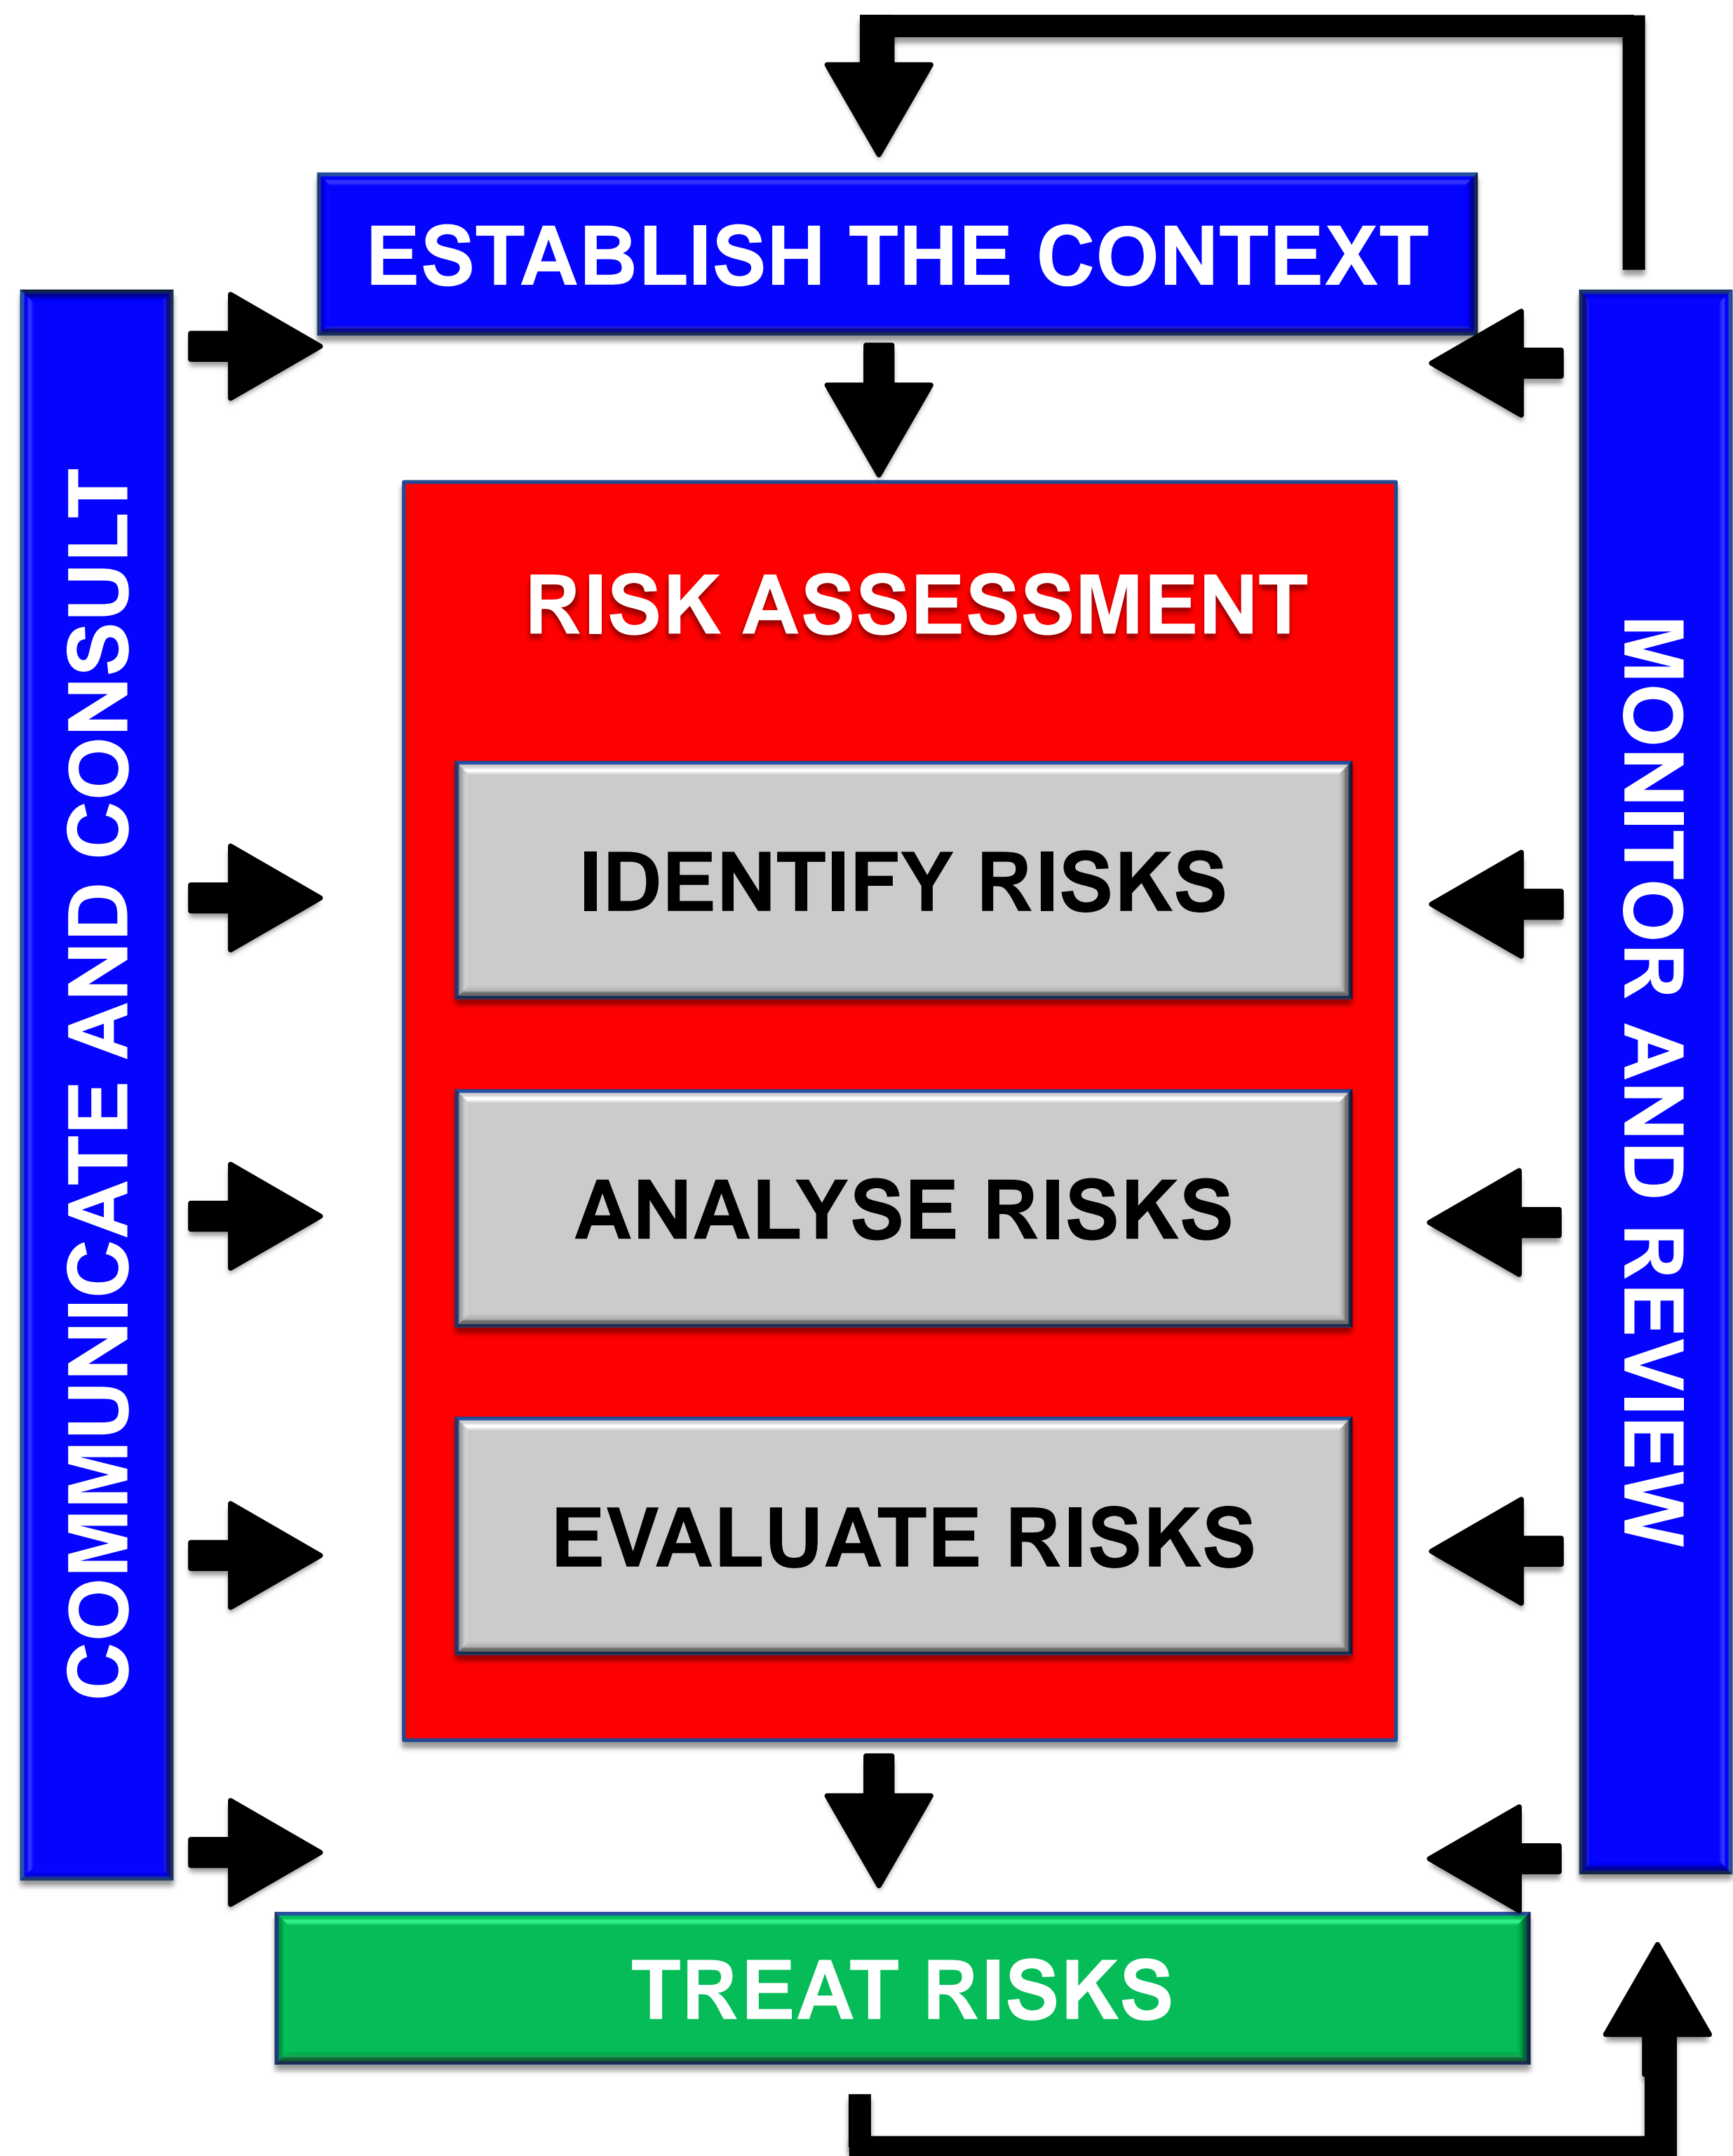 ESTABLISH THE CONTEXT
COMMUNICATE AND CONSULT
RISK ASSESSMENT
IDENTIFY RISKS
ANALYSE RISKS
EVALUATE RISKS
MONITOR AND REVIEW
TREAT RISKS